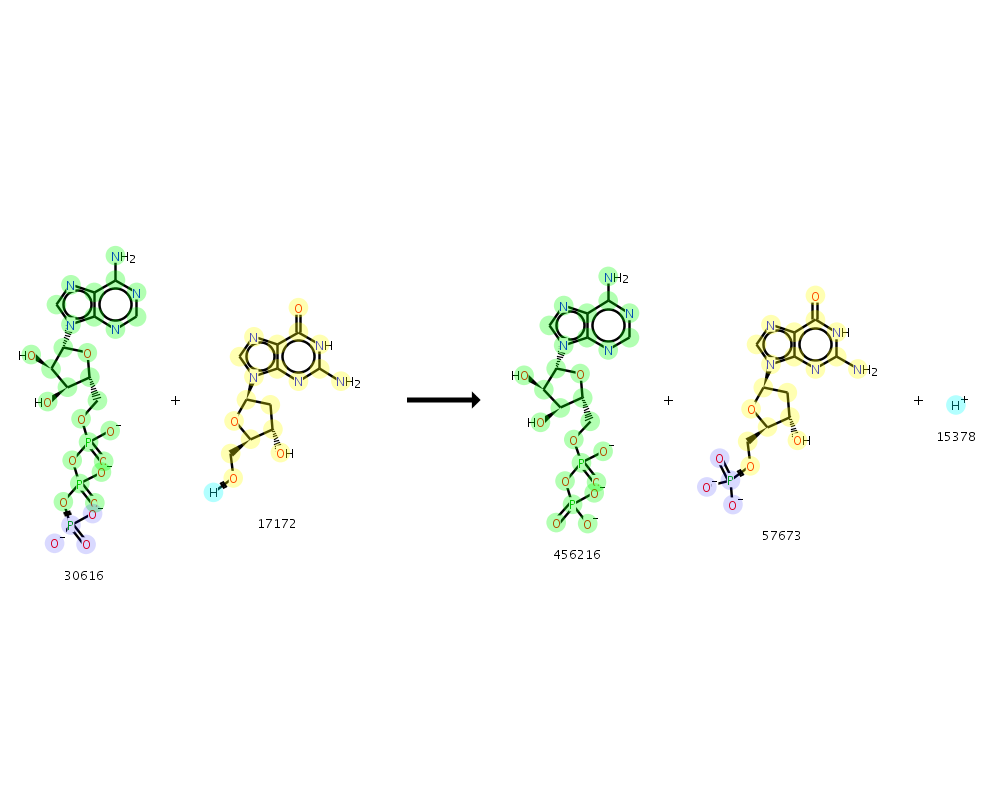 NH2
N
N
N
N
HO
O
HO
O
P
O-
O
O
O-
P
O
O
O-
P
O-
O
30616
+
O
N
NH
N
N
NH2
O
OH
O
H
17172
+
NH2
N
N
N
N
HO
O
HO
O
P
O-
O
O
O-
P
O
O-
456216
+
O
N
NH
N
N
NH2
O
OH
O
O
P
O-
O-
57673
+
H+
15378